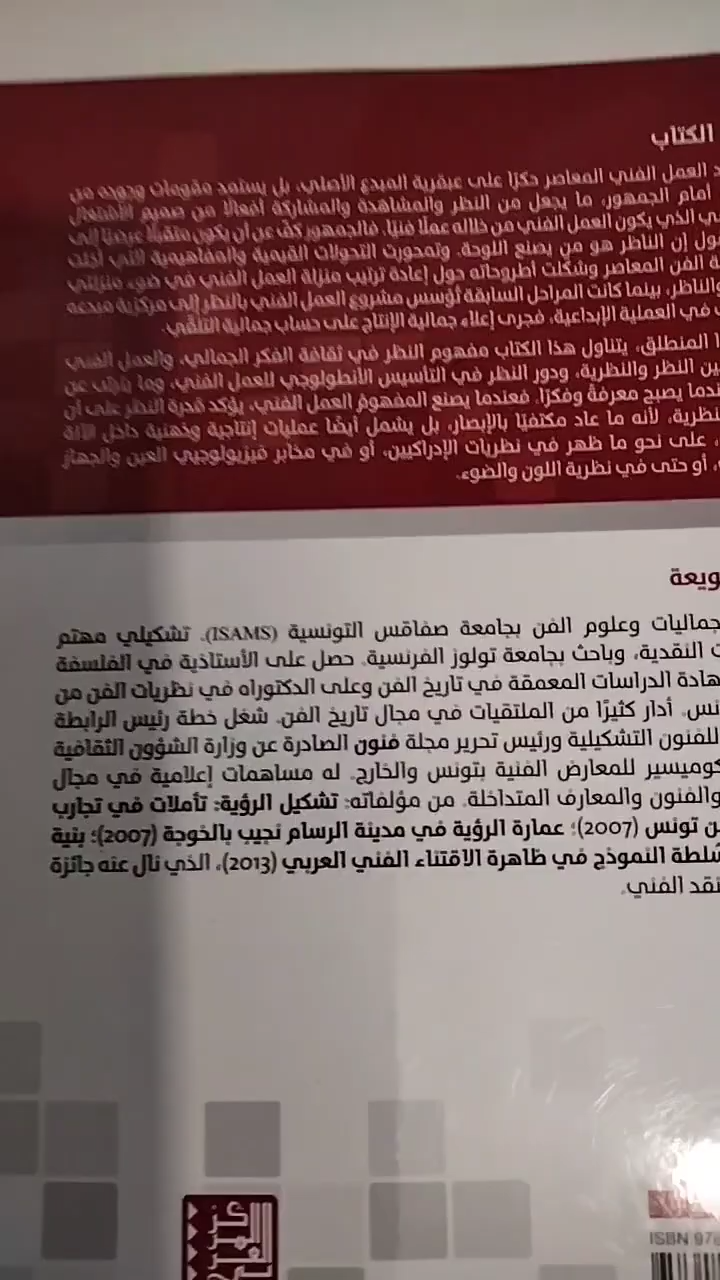 الكتاب
د العمل الفني المعاصر حكرًا على عبقرية المبدع الأصلي، بل يستمد مقومات وجوده من
أمام الجمهور، ما يجعل من النظر والمشاهدة والمشاركة أفعالًا من صميم الأفعال
ي الذي يكون العمل الفني من خلاله عملًا فنيًا. فالجمهور كفّ عن أن يكون متقبلًا عرضيًا إلى
ول إن الناظر هو من يصنع اللوحة. وتمحورت التحولات القيمية والمفاهيمية التي
ة الفن المعاصر وشكلت أطروحاته حول إعادة ترتيب منزلة العمل الفني في ضوء منزلتي
والناظر، بينما كانت المراحل السابقة تؤسس مشروع العمل الفني بالنظر إلى مركزية مبدعه
ـه في العملية الإبداعية، فجرى إعلاء جمالية الإنتاج على حساب جمالية التلقّي.
ا المنطلق، يتناول هذا الكتاب مفهوم النظر في ثقافة الفكر الجمالي، والعمل الفني
ين النظر والنظرية، ودور النظر في التأسيس الأنطولوجي للعمل الفني، وما يترتب عن
ندما يصبح معرفةً وفكرًا. فعندما يصنع المفهومُ العمل الفني، يؤكد قدرة النظر على أن
نظرية، لأنه ما عاد مكتفيًا بالإبصار، بل يشمل أيضًا عمليات إنتاجية وذهنية داخل الآلة
، على نحو ما ظهر في نظريات الإدراكيين، أو في مخابر فيزيولوجيي العين والجهاز
، أو حتى في نظرية اللون والضوء.
ويعة
جماليات وعلوم الفن بجامعة صفاقس التونسية (ISAMS). تشكيلي مهتم
ت النقدية، وباحث بجامعة تولوز الفرنسية. حصل على الأستاذية في الفلسفة
هادة الدراسات المعمقة في تاريخ الفن وعلى الدكتوراه في نظريات الفن من
نس. أدار كثيرًا من الملتقيات في مجال تاريخ الفن. شغل خطة رئيس الرابطة
للفنون التشكيلية ورئيس تحرير مجلة فنون الصادرة عن وزارة الشؤون الثقافية
كوميسير للمعارض الفنية بتونس والخارج. له مساهمات إعلامية في مجال
والفنون والمعارف المتداخلة. من مؤلفاته: تشكيل الرؤية: تأملات في تجارب
ن تونس (2007)؛ عمارة الرؤية في مدينة الرسام نجيب بالخوجة (2007)؛ بنية
سلطة النموذج في ظاهرة الاقتناء الفني العربي (2013)، الذي نال عنه جائزة
نقد الفني.
ISBN 978